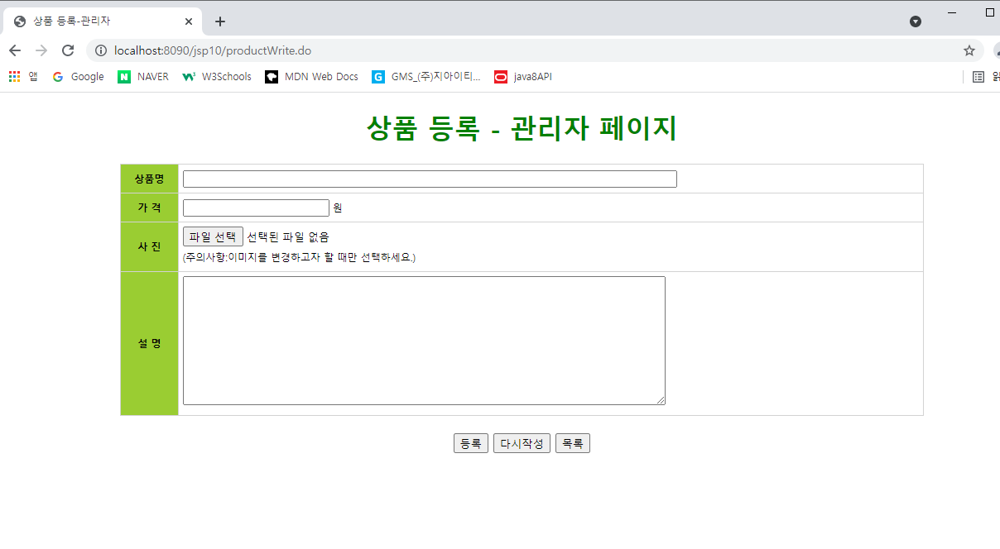 상품 등록-관리자
localhost:8090/jsp10/productWrite.do
앱 Google NAVER W3Schools MDN Web Docs GMS_(주)지아이티... java8API
상품 등록 - 관리자 페이지
상품명
가 격 원
사 진 파일 선택 선택된 파일 없음
(주의사항:이미지를 변경하고자 할 때만 선택하세요.)
설 명
등록 다시작성 목록